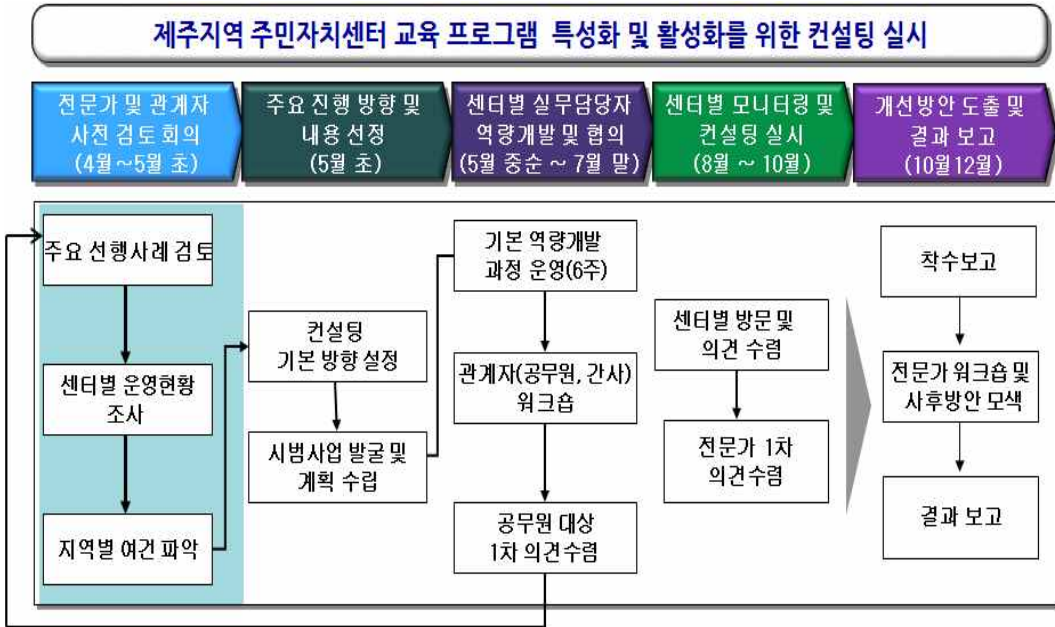 제주지역 주민자치센터 교육 프로그램 특성화 및 활성화를 위한 컨설팅 실시
전문가 및 관계자
사전 검토 회의
(4월~5월 초)
주요 진행 방향 및
내용 선정
(5월 초)
센터별 실무담당자
역량개발 및 협의
(5월 중순 ~ 7월 말)
센터별 모니터링 및
컨설팅 실시
(8월 ~ 10월)
개선방안 도출 및
결과 보고
(10월12월)
주요 선행사례 검토
센터별 운영현황
조사
지역별 여건 파악
컨설팅
기본 방향 설정
시범사업 발굴 및
계획 수립
기본 역량개발
과정 운영(6주)
관계자(공무원, 간사)
워크숍
공무원 대상
1차 의견수렴
센터별 방문 및
의견 수렴
전문가 1차
의견수렴
착수보고
전문가 워크숍 및
사후방안 모색
결과 보고